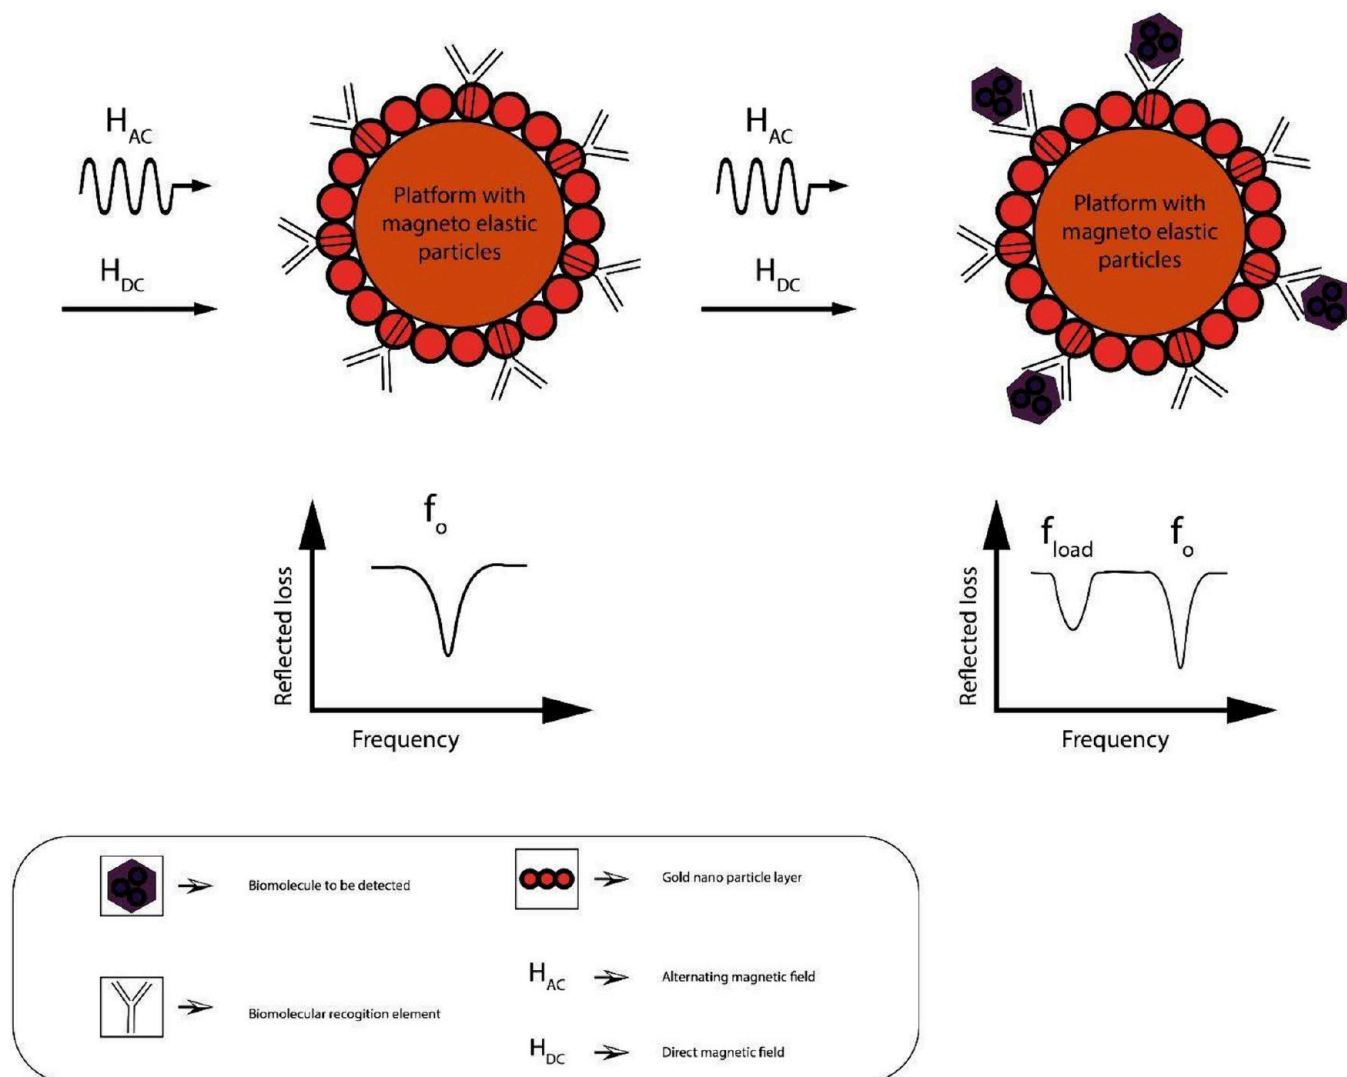 H_AC
H_DC
Platform with
magneto elastic
particles
H_AC
H_DC
Platform with
magneto elastic
particles
f_o
Reflected loss
Frequency
f_load
f_o
Reflected loss
Frequency
Biomolecule to be detected
Gold nano particle layer
Biomolecular recogition element
H_AC
Alternating magnetic field
H_DC
Direct magnetic field